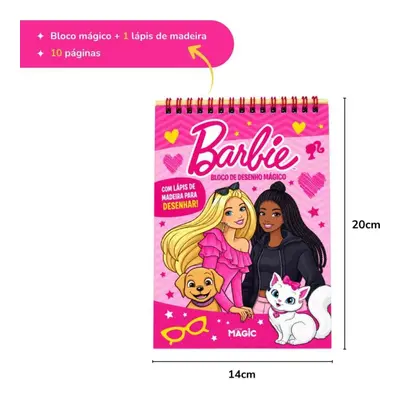 Bloco mágico + 1 lápis de madeira
10 páginas
Barbie
BLOCO DE DESENHO MÁGICO
COM LÁPIS DE
MADEIRA PARA
DESENHAR!
20cm
MAGIC
14cm